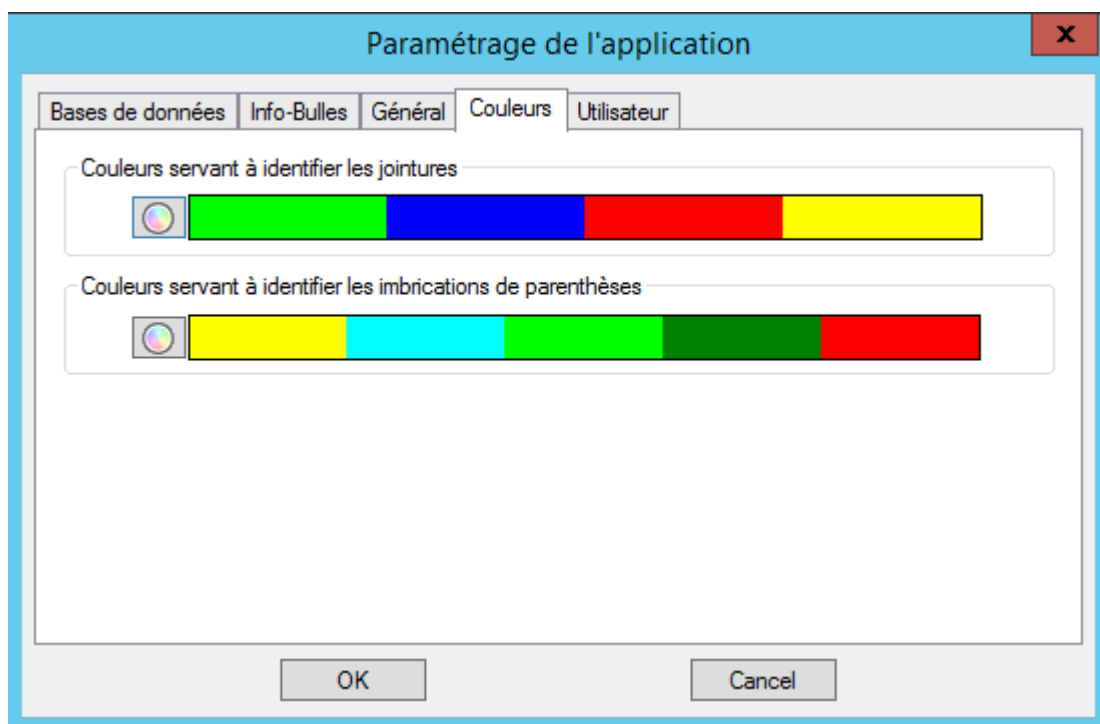 Paramétrage de l'application
x
Bases de données Info-Bulles Général Couleurs Utilisateur
Couleurs servant à identifier les jointures
Couleurs servant à identifier les imbrications de parenthèses
OK Cancel